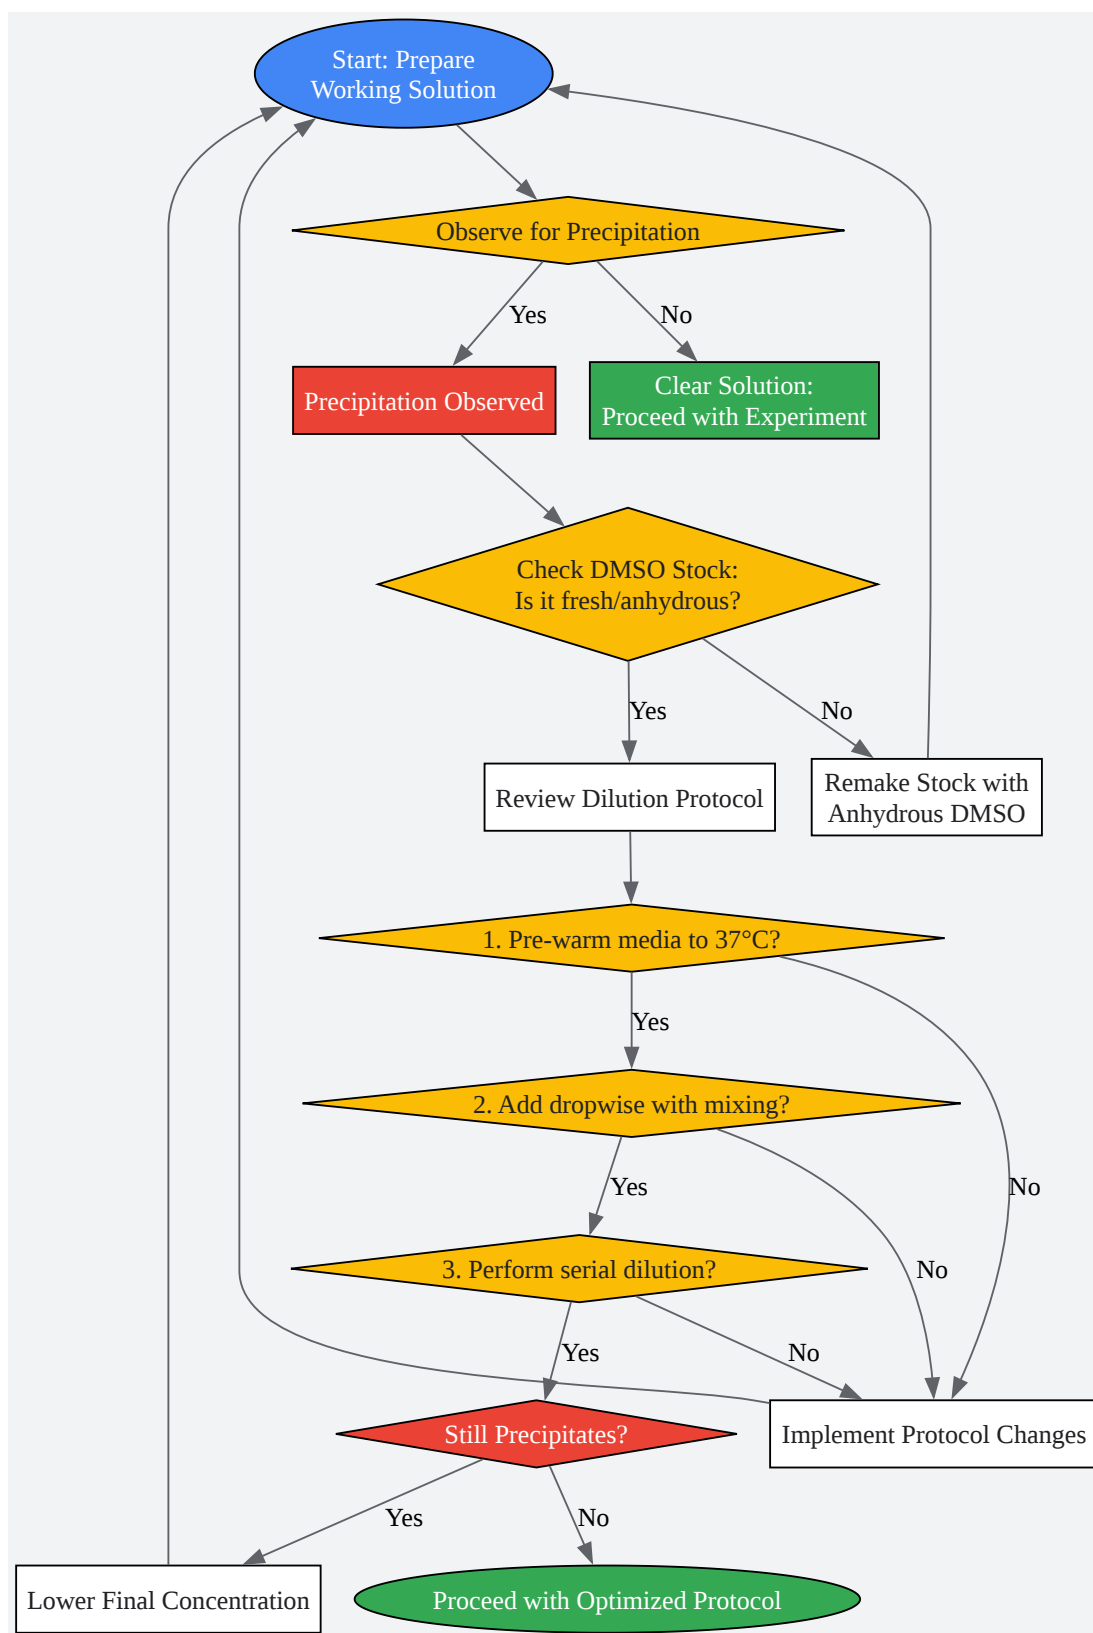 Start: Prepare
Working Solution
Observe for Precipitation
Yes
No
Precipitation Observed
Clear Solution:
Proceed with Experiment
Check DMSO Stock:
Is it fresh/anhydrous?
Yes
No
Review Dilution Protocol
Remake Stock with
Anhydrous DMSO
1. Pre-warm media to 37°C?
Yes
2. Add dropwise with mixing?
Yes
No
3. Perform serial dilution?
No
Yes
No
Still Precipitates?
Implement Protocol Changes
Yes
No
Lower Final Concentration
Proceed with Optimized Protocol